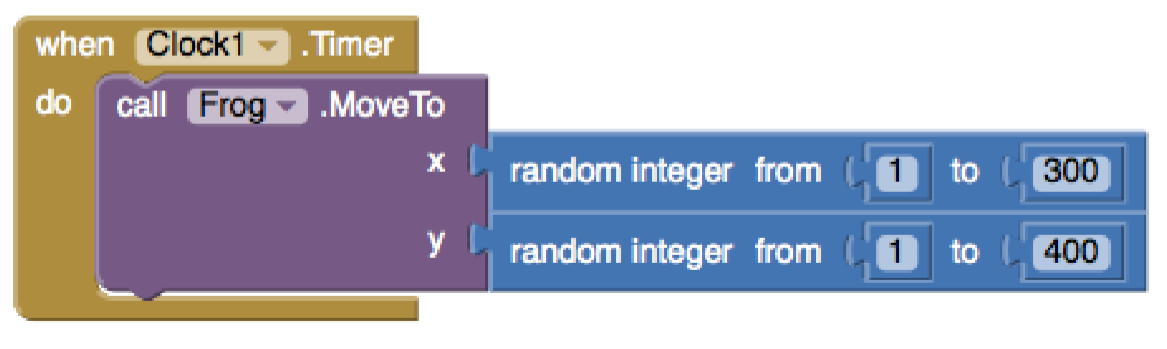 when Clock1 .Timer
do call Frog .MoveTo
x random integer from 1 to 300
y random integer from 1 to 400